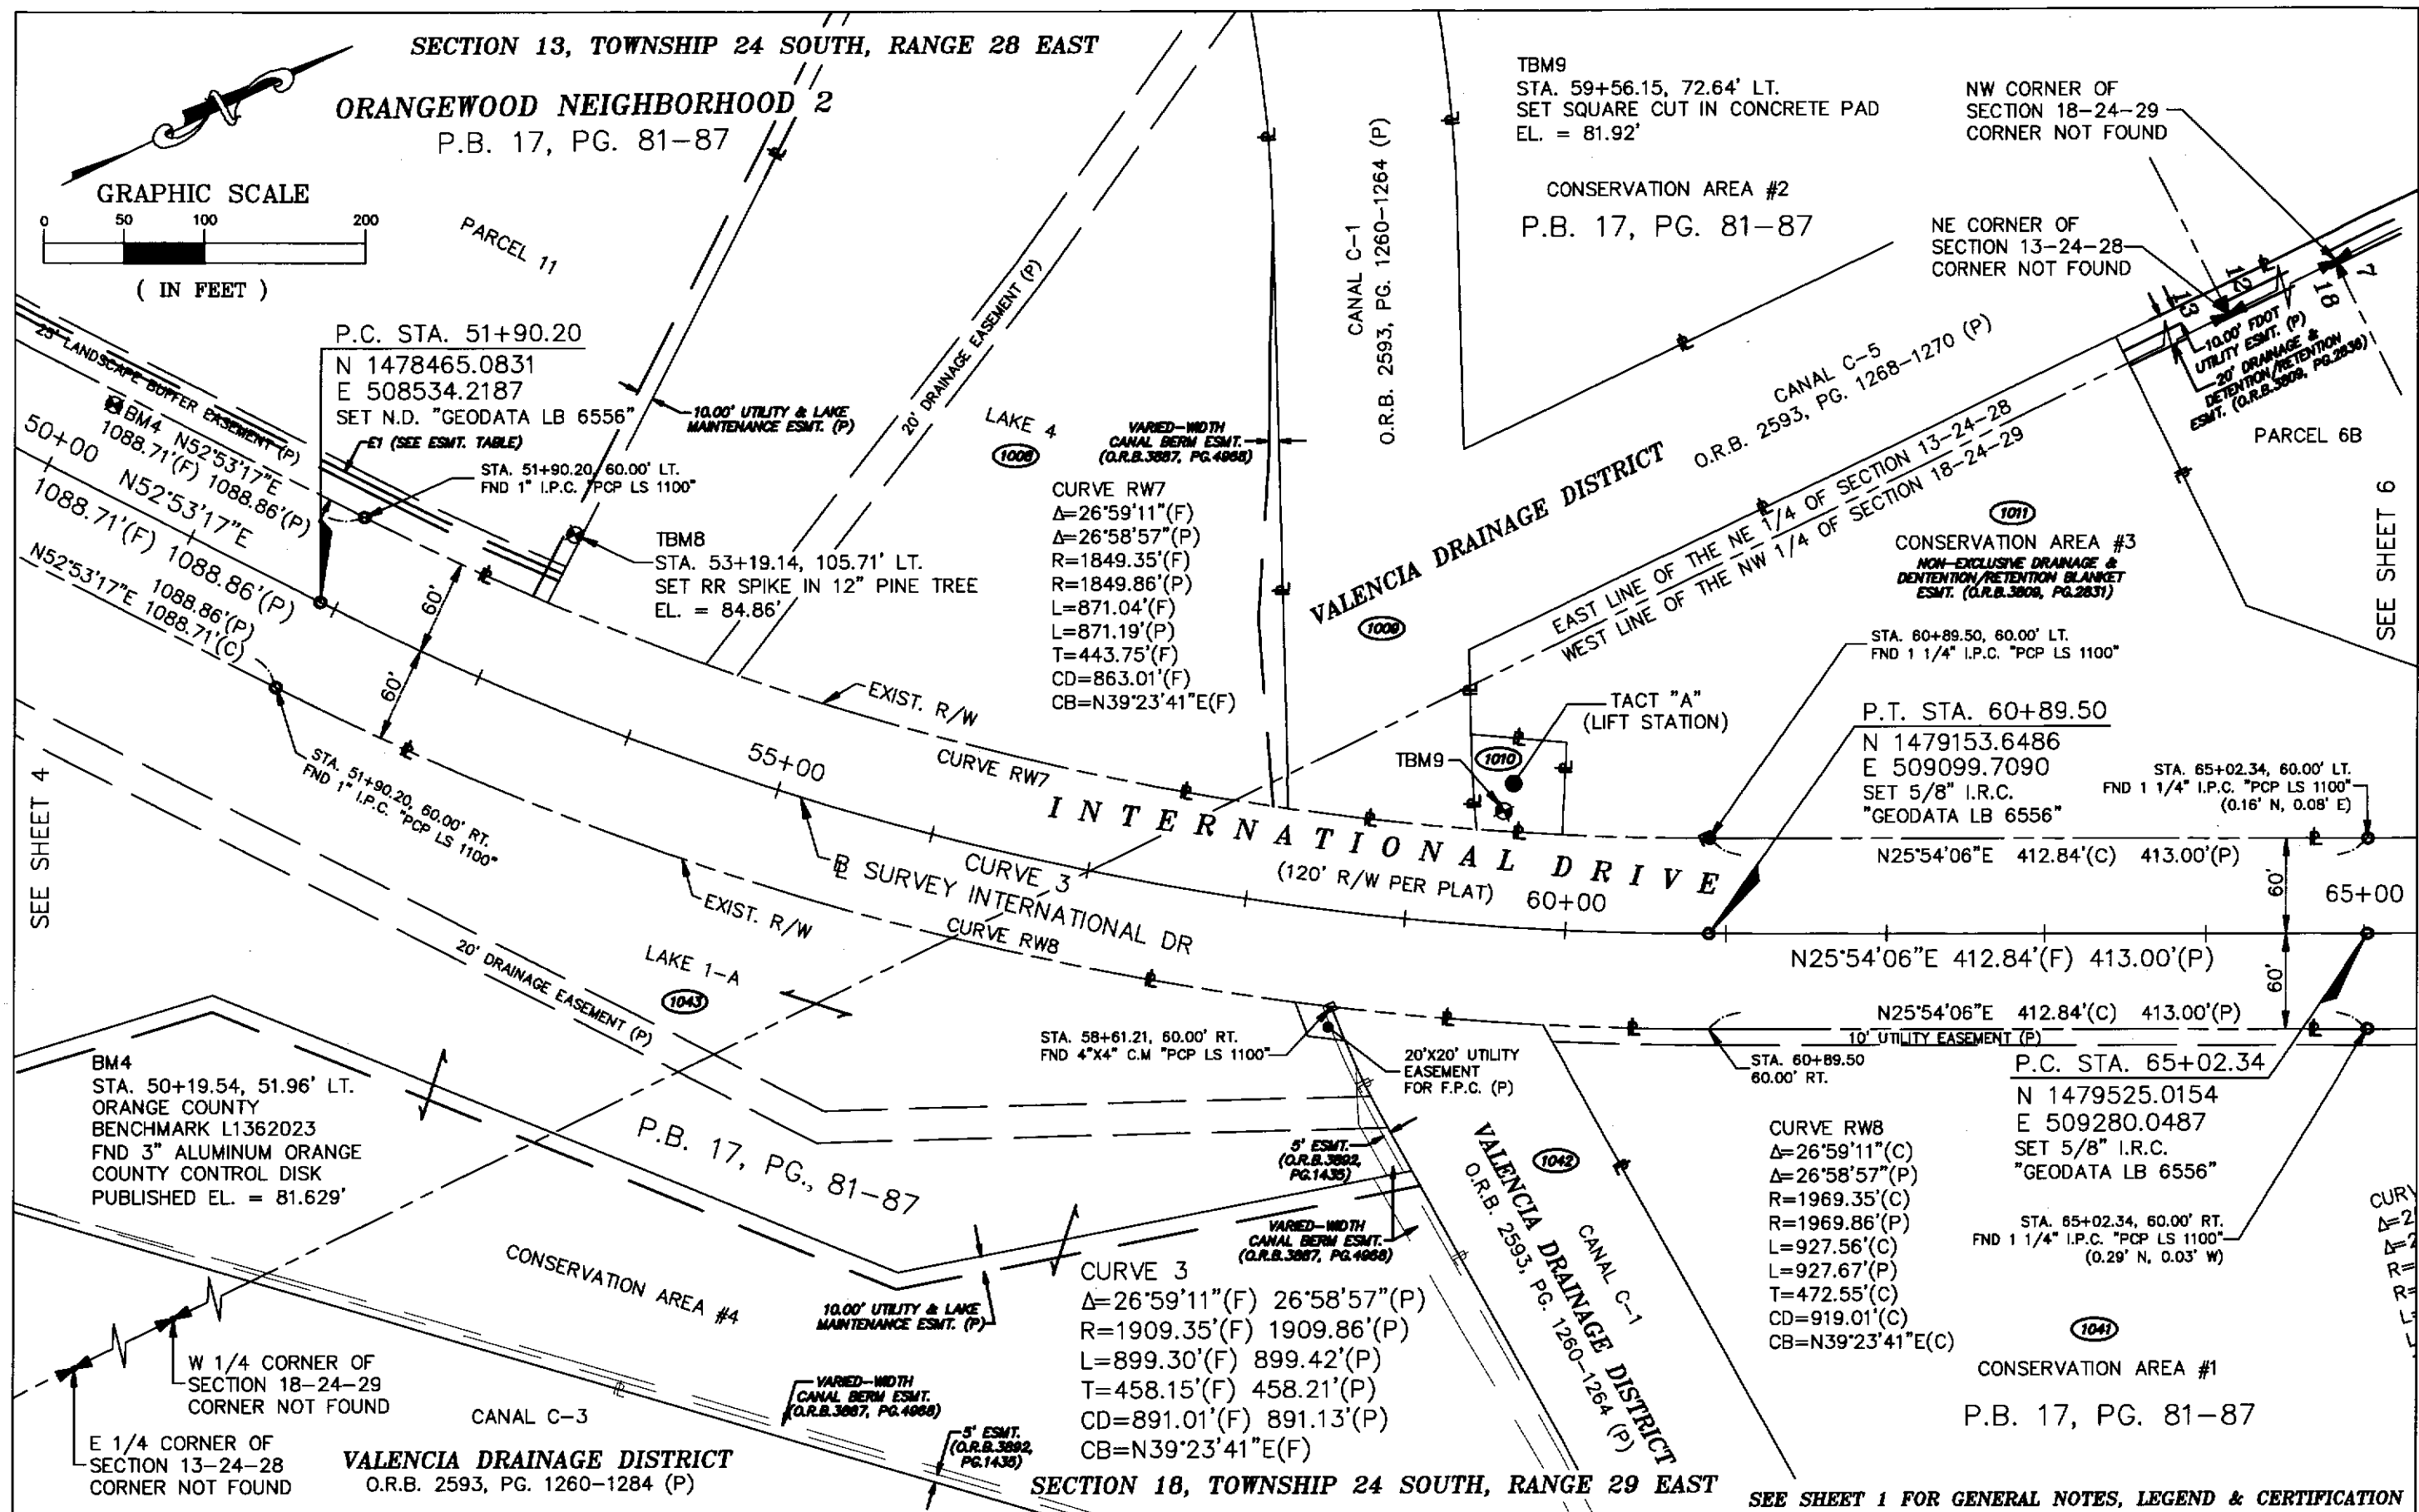 SECTION 13, TOWNSHIP 24 SOUTH, RANGE 28 EAST
ORANGEWOOD NEIGHBORHOOD 2
P.B. 17, PG. 81-87
GRAPHIC SCALE
0 50 100 200
( IN FEET )
PARCEL 11
TBM9
STA. 59+56.15, 72.64' LT.
SET SQUARE CUT IN CONCRETE PAD
EL. = 81.92'
CONSERVATION AREA #2
P.B. 17, PG. 81-87
NW CORNER OF
SECTION 18-24-29
CORNER NOT FOUND
NE CORNER OF
SECTION 13-24-28
CORNER NOT FOUND
12
13
7
18
10.00' FDOT
UTILITY ESMT. (P)
20' DRAINAGE &
DETENTION/RETENTION
ESMT. (O.R.B.3809, PG.2836)
PARCEL 6B
SEE SHEET 6
P.C. STA. 51+90.20
N 1478465.0831
E 508534.2187
SET N.D. "GEODATA LB 6556"
E1 (SEE ESMT. TABLE)
10.00' UTILITY & LAKE
MAINTENANCE ESMT. (P)
STA. 51+90.20, 60.00' LT.
FND 1" I.P.C. "PCP LS 1100"
25' LANDSCAPE BUFFER EASEMENT (P)
BM4 N52°53'17"E
1088.71'(F) 1088.86'(P)
50+00 N52°53'17"E
1088.71'(F) 1088.86'(P)
N52°53'17"E 1088.86'(P)
1088.71'(C)
60'
60'
TBM8
STA. 53+19.14, 105.71' LT.
SET RR SPIKE IN 12" PINE TREE
EL. = 84.86'
20' DRAINAGE EASEMENT (P)
LAKE 4
1008
VARIED-WIDTH
CANAL BERM ESMT.
(O.R.B.3887, PG.4968)
CURVE RW7
Δ=26°59'11"(F)
Δ=26°58'57"(P)
R=1849.35'(F)
R=1849.86'(P)
L=871.04'(F)
L=871.19'(P)
T=443.75'(F)
CD=863.01'(F)
CB=N39°23'41"E(F)
CANAL C-1
O.R.B. 2593, PG. 1260-1264 (P)
CANAL C-5
O.R.B. 2593, PG. 1268-1270 (P)
VALENCIA DRAINAGE DISTRICT
1009
EAST LINE OF THE NE 1/4 OF SECTION 13-24-28
WEST LINE OF THE NW 1/4 OF SECTION 18-24-29
1011
CONSERVATION AREA #3
NON-EXCLUSIVE DRAINAGE &
DENTENTION/RETENTION BLANKET
ESMT. (O.R.B.3809, PG.2831)
STA. 60+89.50, 60.00' LT.
FND 1 1/4" I.P.C. "PCP LS 1100"
TACT "A"
(LIFT STATION)
TBM9
1010
P.T. STA. 60+89.50
N 1479153.6486
E 509099.7090
SET 5/8" I.R.C.
"GEODATA LB 6556"
STA. 65+02.34, 60.00' LT.
FND 1 1/4" I.P.C. "PCP LS 1100"
(0.16' N, 0.08' E)
SEE SHEET 4
STA. 51+90.20, 60.00' RT.
FND 1" I.P.C. "PCP LS 1100"
EXIST. R/W
CURVE RW7
55+00
INTERNATIONAL DRIVE
(120' R/W PER PLAT)
60+00
65+00
N25°54'06"E 412.84'(C) 413.00'(P)
60'
60'
CURVE 3
SURVEY INTERNATIONAL DR
CURVE RW8
EXIST. R/W
N25°54'06"E 412.84'(F) 413.00'(P)
N25°54'06"E 412.84'(C) 413.00'(P)
10' UTILITY EASEMENT (P)
STA. 60+89.50
60.00' RT.
LAKE 1-A
1043
20' DRAINAGE EASEMENT (P)
STA. 58+61.21, 60.00' RT.
FND 4"X4" C.M "PCP LS 1100"
20'X20' UTILITY
EASEMENT
FOR F.P.C. (P)
P.C. STA. 65+02.34
N 1479525.0154
E 509280.0487
SET 5/8" I.R.C.
"GEODATA LB 6556"
BM4
STA. 50+19.54, 51.96' LT.
ORANGE COUNTY
BENCHMARK L1362023
FND 3" ALUMINUM ORANGE
COUNTY CONTROL DISK
PUBLISHED EL. = 81.629'
P.B. 17, PG., 81-87
5' ESMT.
(O.R.B.3892,
PG.1435)
VARIED-WIDTH
CANAL BERM ESMT.
(O.R.B.3887, PG.4968)
VALENCIA DRAINAGE DISTRICT
O.R.B. 2593, PG. 1260-1264 (P)
1042
CANAL C-1
CURVE RW8
Δ=26°59'11"(C)
Δ=26°58'57"(P)
R=1969.35'(C)
R=1969.86'(P)
L=927.56'(C)
L=927.67'(P)
T=472.55'(C)
CD=919.01'(C)
CB=N39°23'41"E(C)
STA. 65+02.34, 60.00' RT.
FND 1 1/4" I.P.C. "PCP LS 1100"
(0.29' N, 0.03' W)
CONSERVATION AREA #4
10.00' UTILITY & LAKE
MAINTENANCE ESMT. (P)
CURVE 3
Δ=26°59'11"(F) 26°58'57"(P)
R=1909.35'(F) 1909.86'(P)
L=899.30'(F) 899.42'(P)
T=458.15'(F) 458.21'(P)
CD=891.01'(F) 891.13'(P)
CB=N39°23'41"E(F)
1041
CONSERVATION AREA #1
P.B. 17, PG. 81-87
W 1/4 CORNER OF
SECTION 18-24-29
CORNER NOT FOUND
E 1/4 CORNER OF
SECTION 13-24-28
CORNER NOT FOUND
CANAL C-3
VALENCIA DRAINAGE DISTRICT
O.R.B. 2593, PG. 1260-1284 (P)
VARIED-WIDTH
CANAL BERM ESMT.
(O.R.B.3887, PG.4968)
5' ESMT.
(O.R.B.3892,
PG.1435)
SECTION 18, TOWNSHIP 24 SOUTH, RANGE 29 EAST
SEE SHEET 1 FOR GENERAL NOTES, LEGEND & CERTIFICATION